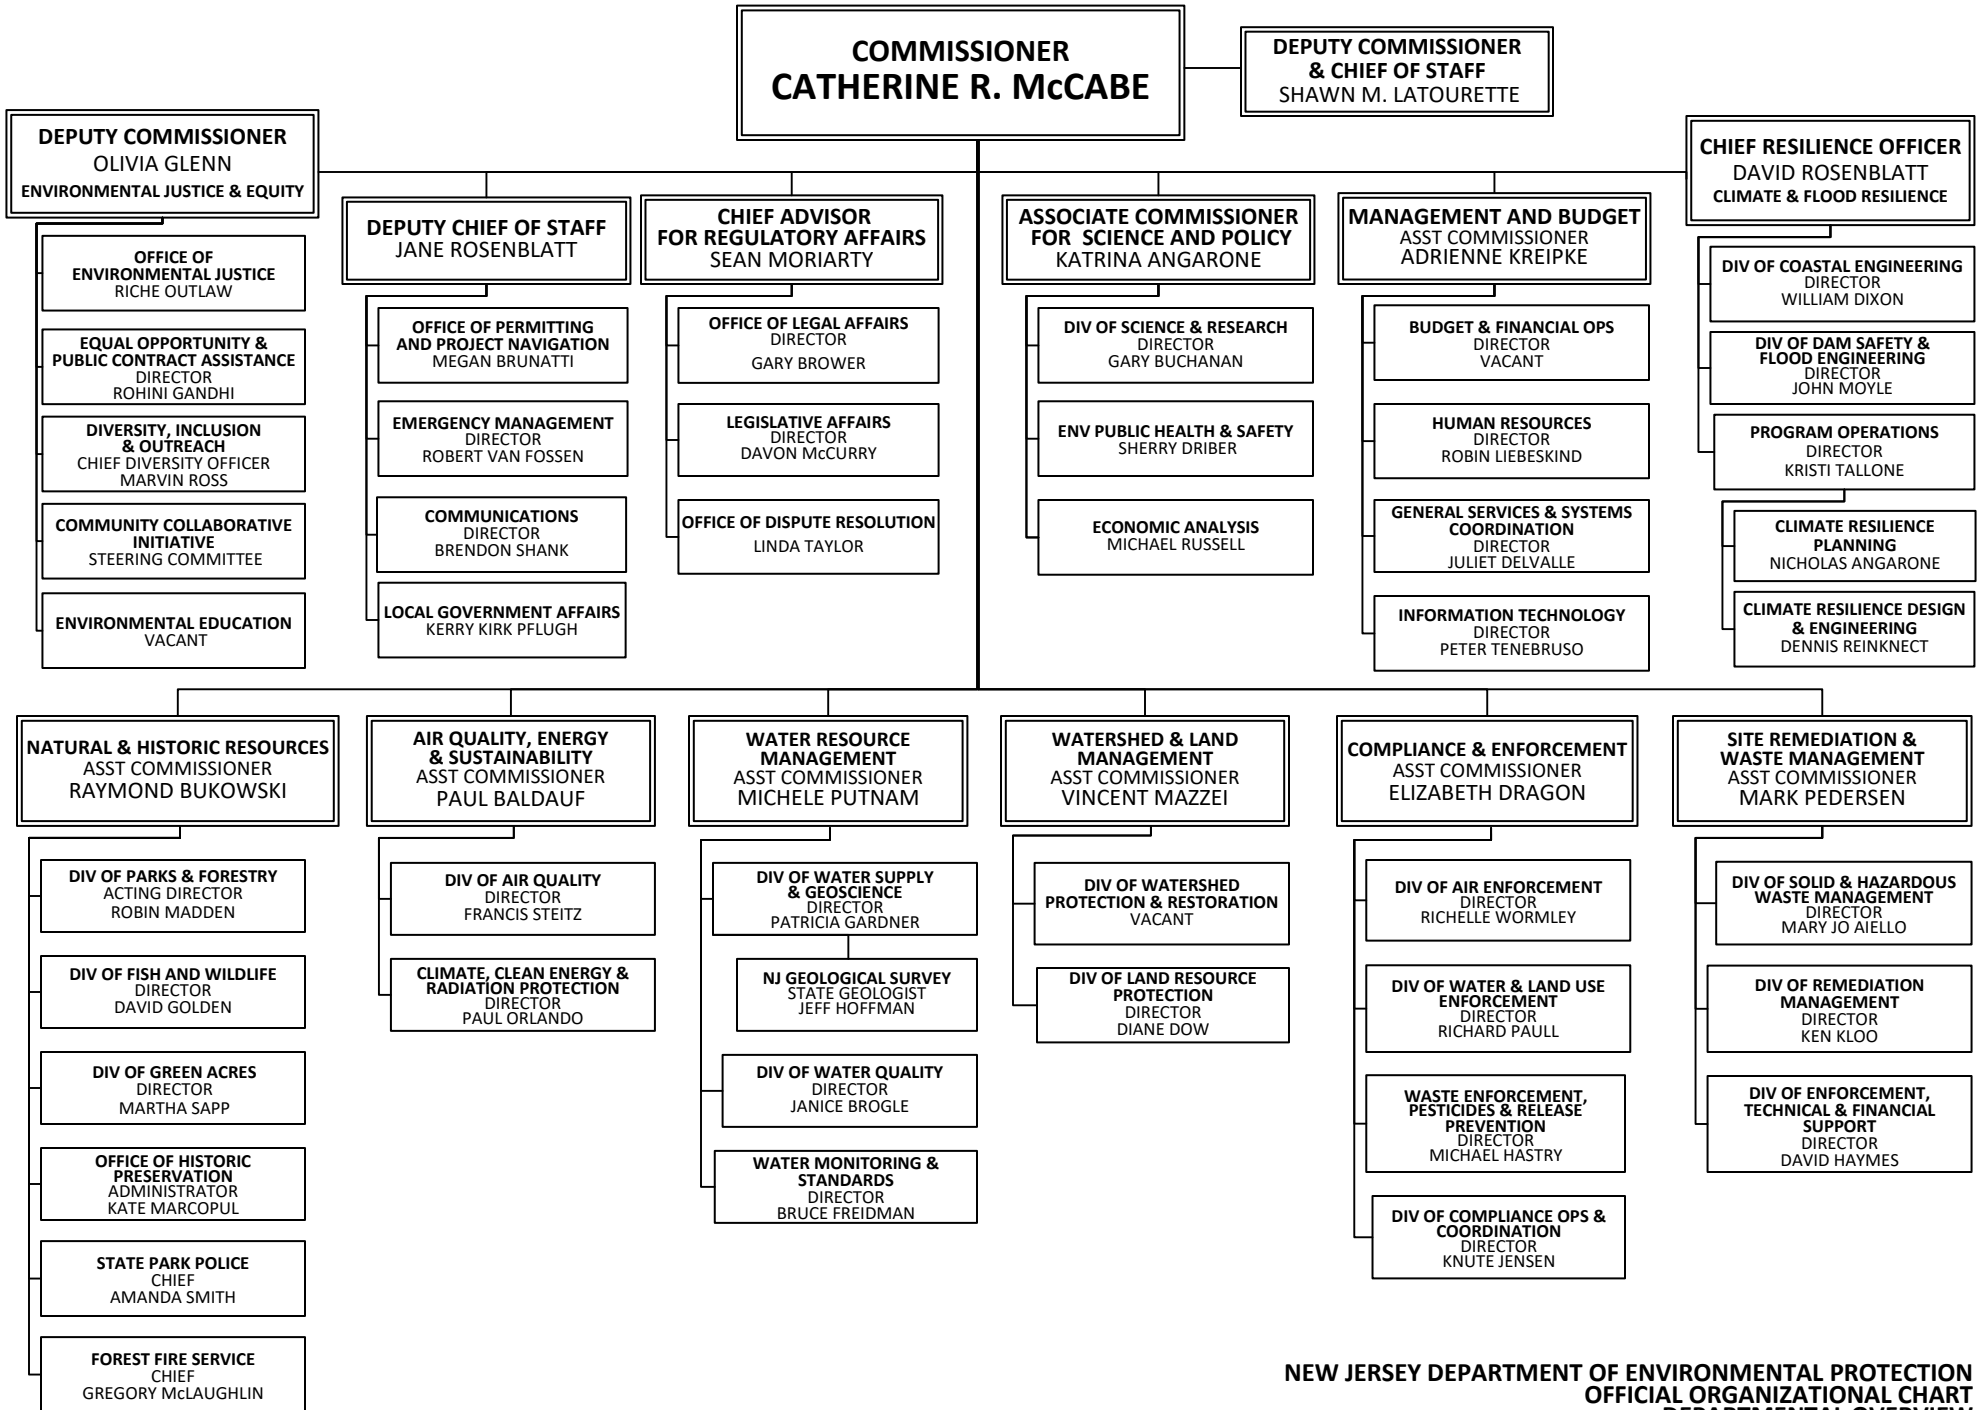 COMMISSIONER
CATHERINE R. McCABE
DEPUTY COMMISSIONER
& CHIEF OF STAFF
SHAWN M. LATOURETTE
DEPUTY COMMISSIONER
OLIVIA GLENN
ENVIRONMENTAL JUSTICE & EQUITY
OFFICE OF
ENVIRONMENTAL JUSTICE
RICHE OUTLAW
EQUAL OPPORTUNITY &
PUBLIC CONTRACT ASSISTANCE
DIRECTOR
ROHINI GANDHI
DIVERSITY, INCLUSION
& OUTREACH
CHIEF DIVERSITY OFFICER
MARVIN ROSS
COMMUNITY COLLABORATIVE
INITIATIVE
STEERING COMMITTEE
ENVIRONMENTAL EDUCATION
VACANT
DEPUTY CHIEF OF STAFF
JANE ROSENBLATT
OFFICE OF PERMITTING
AND PROJECT NAVIGATION
MEGAN BRUNATTI
EMERGENCY MANAGEMENT
DIRECTOR
ROBERT VAN FOSSEN
COMMUNICATIONS
DIRECTOR
BRENDON SHANK
LOCAL GOVERNMENT AFFAIRS
KERRY KIRK PFLUGH
CHIEF ADVISOR
FOR REGULATORY AFFAIRS
SEAN MORIARTY
OFFICE OF LEGAL AFFAIRS
DIRECTOR
GARY BROWER
LEGISLATIVE AFFAIRS
DIRECTOR
DAVON McCURRY
OFFICE OF DISPUTE RESOLUTION
LINDA TAYLOR
ASSOCIATE COMMISSIONER
FOR SCIENCE AND POLICY
KATRINA ANGARONE
DIV OF SCIENCE & RESEARCH
DIRECTOR
GARY BUCHANAN
ENV PUBLIC HEALTH & SAFETY
SHERRY DRIBER
ECONOMIC ANALYSIS
MICHAEL RUSSELL
MANAGEMENT AND BUDGET
ASST COMMISSIONER
ADRIENNE KREIPKE
BUDGET & FINANCIAL OPS
DIRECTOR
VACANT
HUMAN RESOURCES
DIRECTOR
ROBIN LIEBESKIND
GENERAL SERVICES & SYSTEMS
COORDINATION
DIRECTOR
JULIET DELVALLE
INFORMATION TECHNOLOGY
DIRECTOR
PETER TENEBRUSO
CHIEF RESILIENCE OFFICER
DAVID ROSENBLATT
CLIMATE & FLOOD RESILIENCE
DIV OF COASTAL ENGINEERING
DIRECTOR
WILLIAM DIXON
DIV OF DAM SAFETY &
FLOOD ENGINEERING
DIRECTOR
JOHN MOYLE
PROGRAM OPERATIONS
DIRECTOR
KRISTI TALLONE
CLIMATE RESILIENCE
PLANNING
NICHOLAS ANGARONE
CLIMATE RESILIENCE DESIGN
& ENGINEERING
DENNIS REINKNECT
NATURAL & HISTORIC RESOURCES
ASST COMMISSIONER
RAYMOND BUKOWSKI
DIV OF PARKS & FORESTRY
ACTING DIRECTOR
ROBIN MADDEN
DIV OF FISH AND WILDLIFE
DIRECTOR
DAVID GOLDEN
DIV OF GREEN ACRES
DIRECTOR
MARTHA SAPP
OFFICE OF HISTORIC
PRESERVATION
ADMINISTRATOR
KATE MARCOPUL
STATE PARK POLICE
CHIEF
AMANDA SMITH
FOREST FIRE SERVICE
CHIEF
GREGORY McLAUGHLIN
AIR QUALITY, ENERGY
& SUSTAINABILITY
ASST COMMISSIONER
PAUL BALDAUF
DIV OF AIR QUALITY
DIRECTOR
FRANCIS STEITZ
CLIMATE, CLEAN ENERGY &
RADIATION PROTECTION
DIRECTOR
PAUL ORLANDO
WATER RESOURCE
MANAGEMENT
ASST COMMISSIONER
MICHELE PUTNAM
DIV OF WATER SUPPLY
& GEOSCIENCE
DIRECTOR
PATRICIA GARDNER
NJ GEOLOGICAL SURVEY
STATE GEOLOGIST
JEFF HOFFMAN
DIV OF WATER QUALITY
DIRECTOR
JANICE BROGLE
WATER MONITORING &
STANDARDS
DIRECTOR
BRUCE FREIDMAN
WATERSHED & LAND
MANAGEMENT
ASST COMMISSIONER
VINCENT MAZZEI
DIV OF WATERSHED
PROTECTION & RESTORATION
VACANT
DIV OF LAND RESOURCE
PROTECTION
DIRECTOR
DIANE DOW
COMPLIANCE & ENFORCEMENT
ASST COMMISSIONER
ELIZABETH DRAGON
DIV OF AIR ENFORCEMENT
DIRECTOR
RICHELLE WORMLEY
DIV OF WATER & LAND USE
ENFORCEMENT
DIRECTOR
RICHARD PAULL
WASTE ENFORCEMENT,
PESTICIDES & RELEASE
PREVENTION
DIRECTOR
MICHAEL HASTRY
DIV OF COMPLIANCE OPS &
COORDINATION
DIRECTOR
KNUTE JENSEN
SITE REMEDIATION &
WASTE MANAGEMENT
ASST COMMISSIONER
MARK PEDERSEN
DIV OF SOLID & HAZARDOUS
WASTE MANAGEMENT
DIRECTOR
MARY JO AIELLO
DIV OF REMEDIATION
MANAGEMENT
DIRECTOR
KEN KLOO
DIV OF ENFORCEMENT,
TECHNICAL & FINANCIAL
SUPPORT
DIRECTOR
DAVID HAYMES
NEW JERSEY DEPARTMENT OF ENVIRONMENTAL PROTECTION
OFFICIAL ORGANIZATIONAL CHART
DEPARTMENTAL OVERVIEW